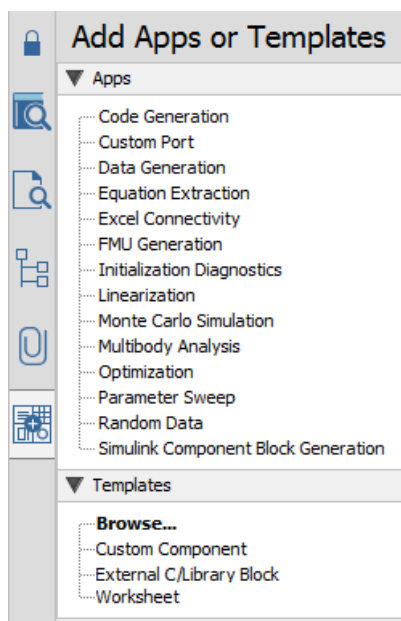 Add Apps or Templates
Apps
Code Generation
Custom Port
Data Generation
Equation Extraction
Excel Connectivity
FMU Generation
Initialization Diagnostics
Linearization
Monte Carlo Simulation
Multibody Analysis
Optimization
Parameter Sweep
Random Data
Simulink Component Block Generation
Templates
Browse...
Custom Component
External C/Library Block
Worksheet